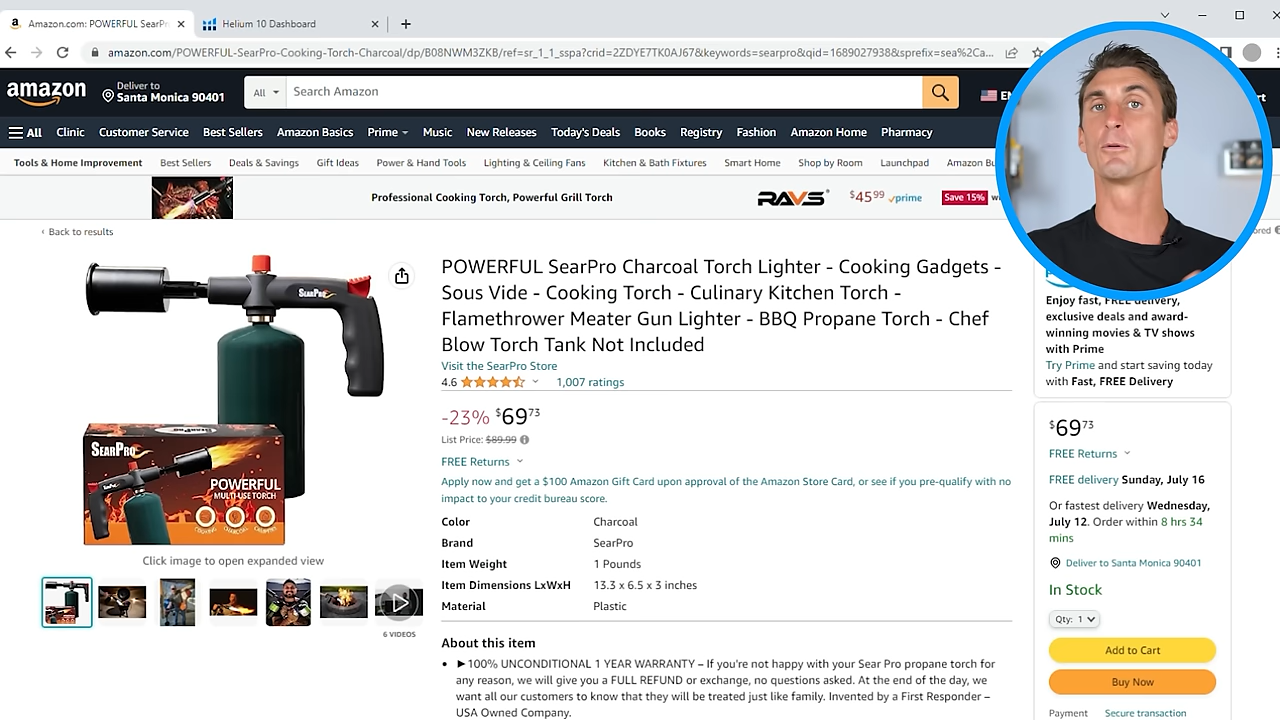 Amazon.com: POWERFUL SearPr
Helium 10 Dashboard
amazon.com/POWERFUL-SearPro-Cooking-Torch-Charcoal/dp/B08NWM3ZKB/ref=sr_1_1_sspa?crid=2ZDYE7TK0AJ67&keywords=searpro&qid=1689027938&sprefix=sea%2Ca...
amazon
Deliver to
Santa Monica 90401
All
Search Amazon
EN
rt
All
Clinic
Customer Service
Best Sellers
Amazon Basics
Prime
Music
New Releases
Today's Deals
Books
Registry
Fashion
Amazon Home
Pharmacy
Tools & Home Improvement
Best Sellers
Deals & Savings
Gift Ideas
Power & Hand Tools
Lighting & Ceiling Fans
Kitchen & Bath Fixtures
Smart Home
Shop by Room
Launchpad
Amazon Bu
Professional Cooking Torch, Powerful Grill Torch
RAVS®
$45.99 prime
Save 15%
‹ Back to results
ored
POWERFUL SearPro Charcoal Torch Lighter - Cooking Gadgets -
Sous Vide - Cooking Torch - Culinary Kitchen Torch -
Flamethrower Meater Gun Lighter - BBQ Propane Torch - Chef
Blow Torch Tank Not Included
Visit the SearPro Store
4.6
1,007 ratings
-23% $69.73
List Price: $89.99
FREE Returns
Apply now and get a $100 Amazon Gift Card upon approval of the Amazon Store Card, or see if you pre-qualify with no
impact to your credit bureau score.
Color Charcoal
Brand SearPro
Item Weight 1 Pounds
Item Dimensions LxWxH 13.3 x 6.5 x 3 inches
Material Plastic
About this item
• ►100% UNCONDITIONAL 1 YEAR WARRANTY – If you're not happy with your Sear Pro propane torch for
any reason, we will give you a FULL REFUND or exchange, no questions asked. At the end of the day, we
want all our customers to know that they will be treated just like family. Invented by a First Responder –
USA Owned Company.
SEARPRO
SEARPRO
POWERFUL
MULTI-USE TORCH
COOKING
CHARCOAL
CAMPFIRES
Click image to open expanded view
6 VIDEOS
Enjoy fast, FREE delivery,
exclusive deals and award-
winning movies & TV shows
with Prime
Try Prime and start saving today
with Fast, FREE Delivery
$69.73
FREE Returns
FREE delivery Sunday, July 16
Or fastest delivery Wednesday,
July 12. Order within 8 hrs 34
mins
Deliver to Santa Monica 90401
In Stock
Qty: 1
Add to Cart
Buy Now
Payment
Secure transaction